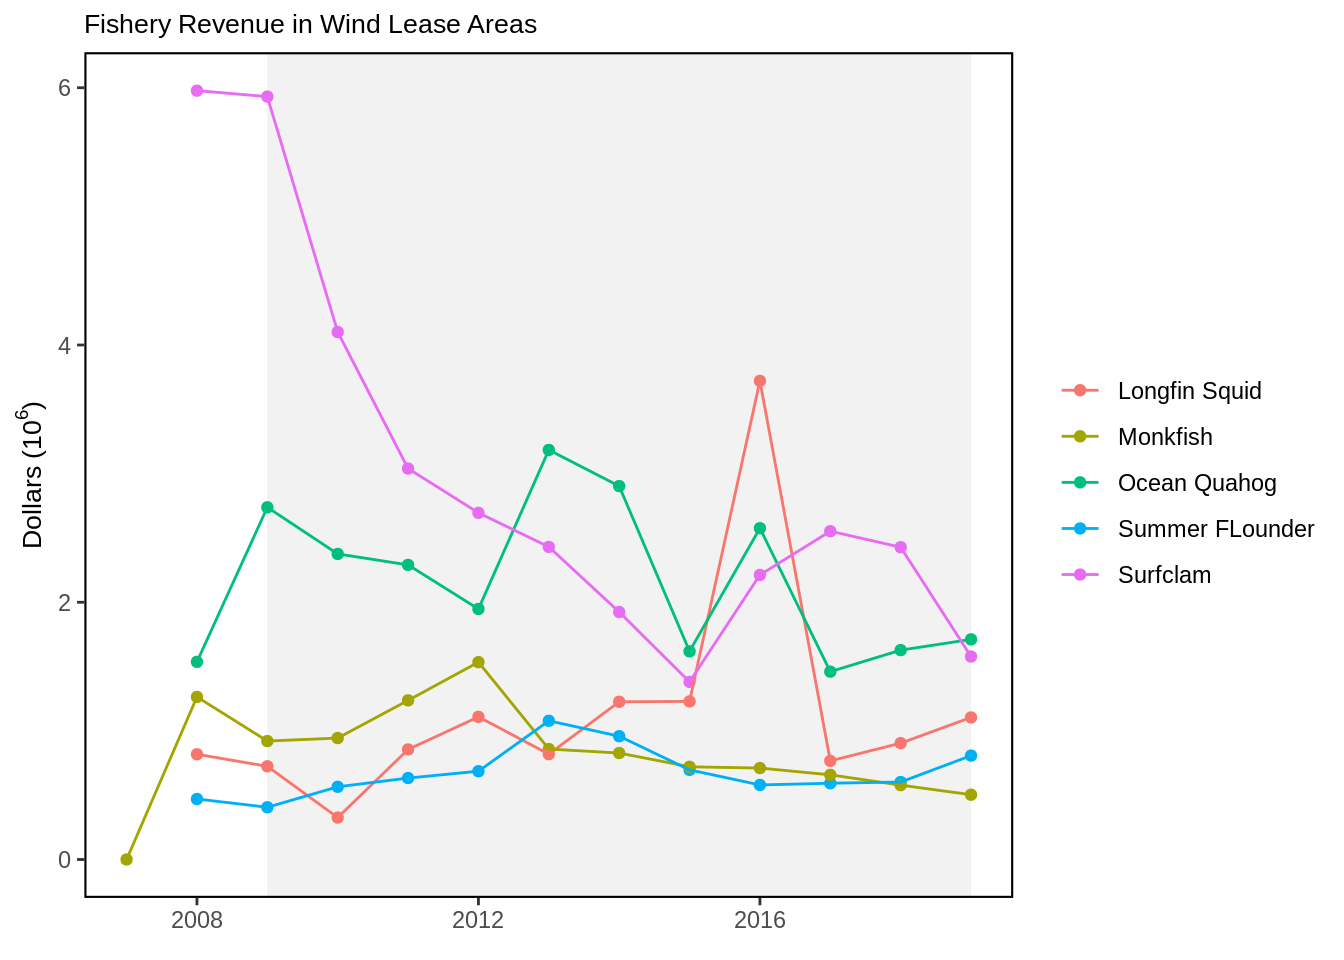 Fishery Revenue in Wind Lease Areas
6
4
2
0
Dollars (10⁶)
2008
2012
2016
Longfin Squid
Monkfish
Ocean Quahog
Summer FLounder
Surfclam